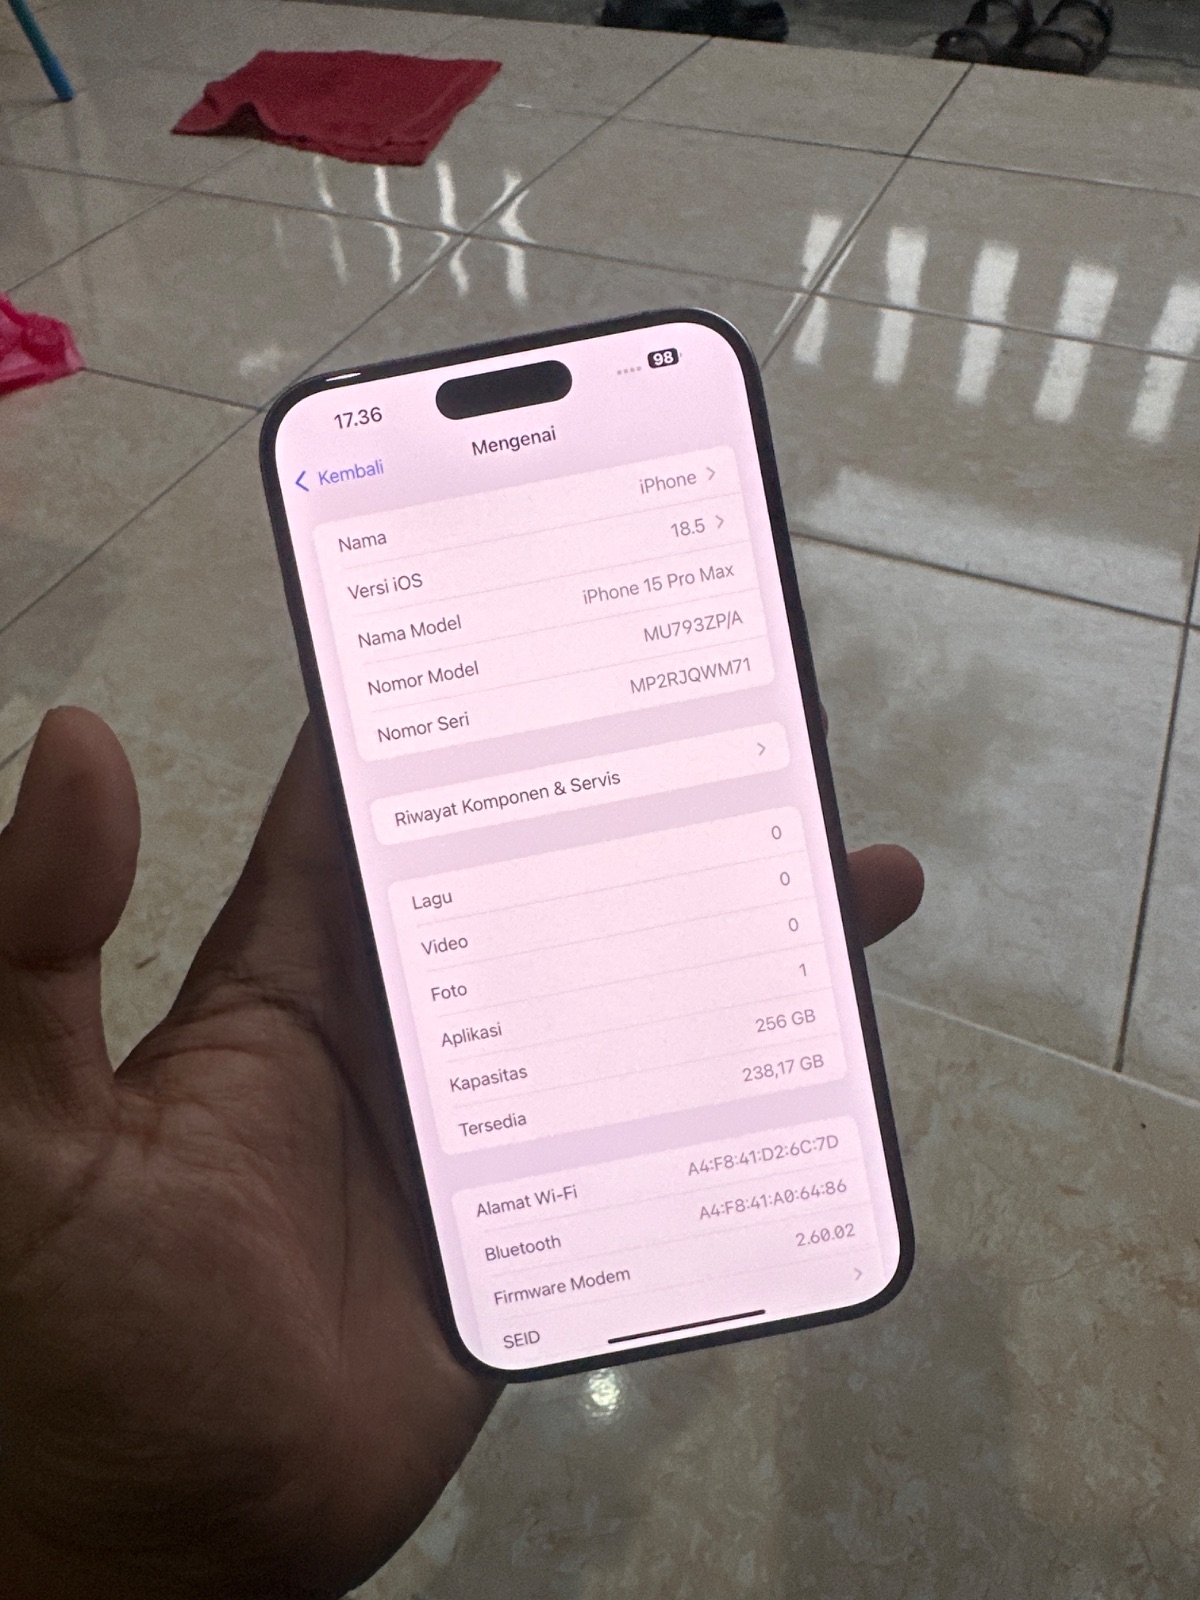 17.36
98
Kembali
Mengenai
Nama iPhone
Versi iOS 18.5
Nama Model iPhone 15 Pro Max
Nomor Model MU793ZP/A
Nomor Seri MP2RJQWM71
Riwayat Komponen & Servis
Lagu 0
Video 0
Foto 0
Aplikasi 1
Kapasitas 256 GB
Tersedia 238,17 GB
Alamat Wi-Fi A4:F8:41:D2:6C:7D
Bluetooth A4:F8:41:A0:64:86
Firmware Modem 2.60.02
SEID